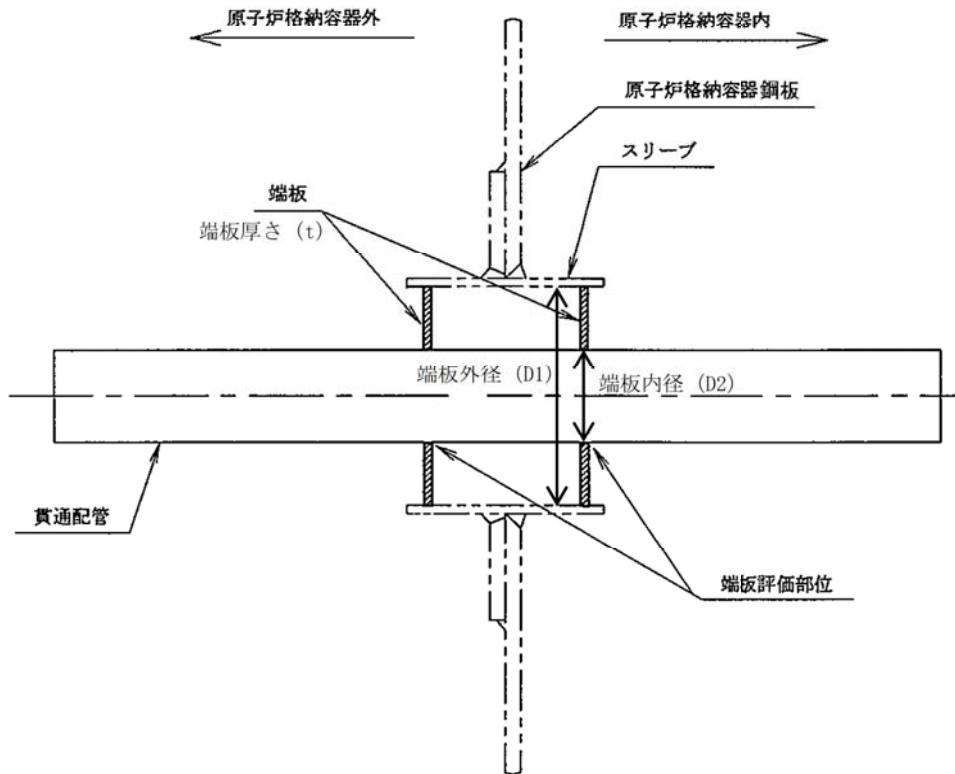 原子炉格納容器外
原子炉格納容器内
原子炉格納容器鋼板
スリーブ
端板
端板厚さ (t)
端板外径 (D1)
端板内径 (D2)
貫通配管
端板評価部位